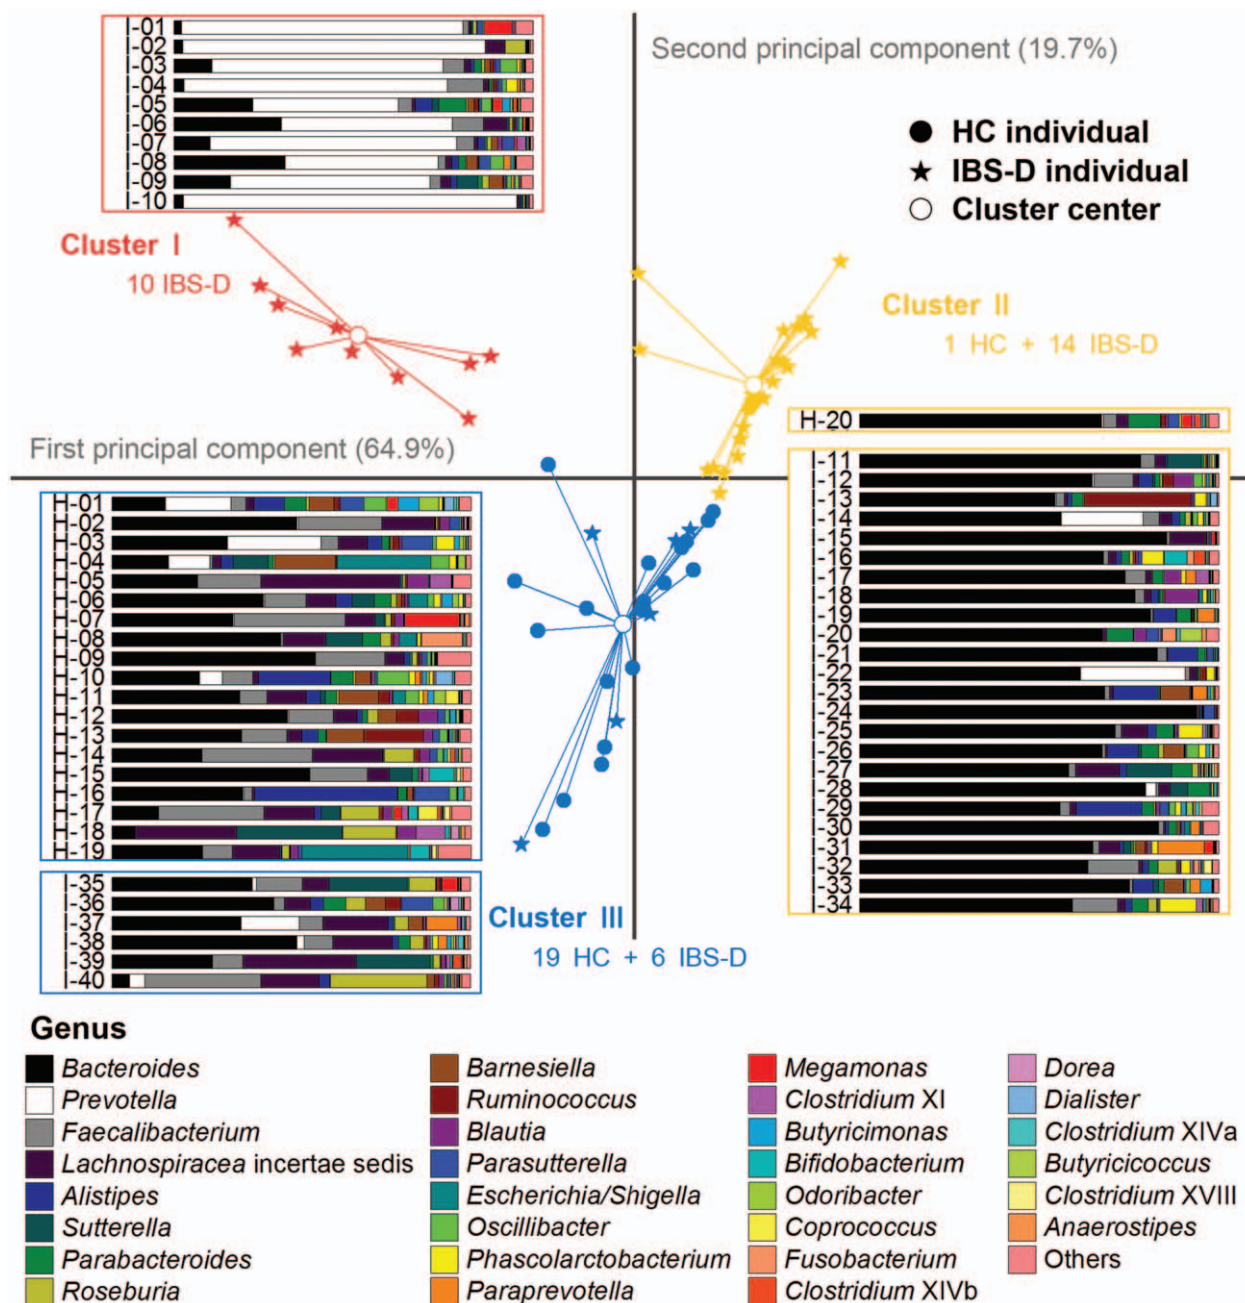 I-01
I-02
I-03
I-04
I-05
I-06
I-07
I-08
I-09
I-10
Second principal component (19.7%)
HC individual
IBS-D individual
Cluster center
Cluster I
10 IBS-D
Cluster II
1 HC + 14 IBS-D
First principal component (64.9%)
H-20
I-11
I-12
I-13
I-14
I-15
I-16
I-17
I-18
I-19
I-20
I-21
I-22
I-23
I-24
I-25
I-26
I-27
I-28
I-29
I-30
I-31
I-32
I-33
I-34
H-01
H-02
H-03
H-04
H-05
H-06
H-07
H-08
H-09
H-10
H-11
H-12
H-13
H-14
H-15
H-16
H-17
H-18
H-19
I-35
I-36
I-37
I-38
I-39
I-40
Cluster III
19 HC + 6 IBS-D
Genus
Bacteroides
Prevotella
Faecalibacterium
Lachnospiracea incertae sedis
Alistipes
Sutterella
Parabacteroides
Roseburia
Barnesiella
Ruminococcus
Blautia
Parasutterella
Escherichia/Shigella
Oscillibacter
Phascolarctobacterium
Paraprevotella
Megamonas
Clostridium XI
Butyricimonas
Bifidobacterium
Odoribacter
Coprococcus
Fusobacterium
Clostridium XIVb
Dorea
Dialister
Clostridium XIVa
Butyricicoccus
Clostridium XVIII
Anaerostipes
Others